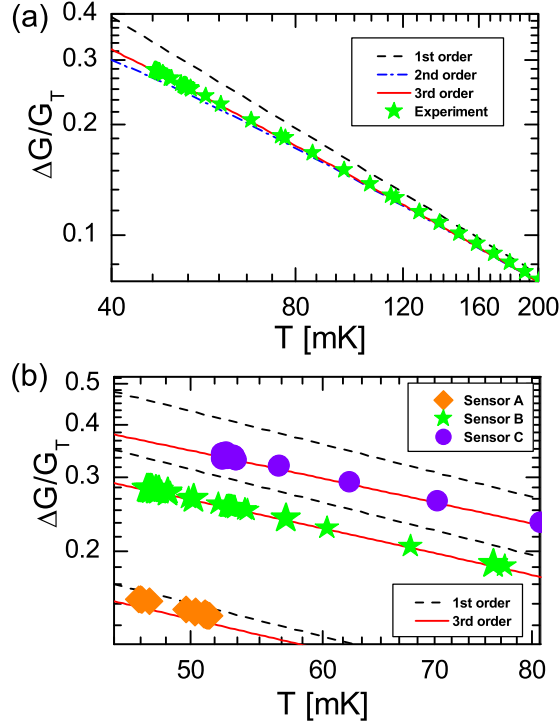 (a)
0.4
0.2
0.1
ΔG/G_T
1st order
2nd order
3rd order
Experiment
40 80 120 160 200
T [mK]
(b)
0.5
0.4
0.3
0.2
ΔG/G_T
Sensor A
Sensor B
Sensor C
1st order
3rd order
50 60 70 80
T [mK]